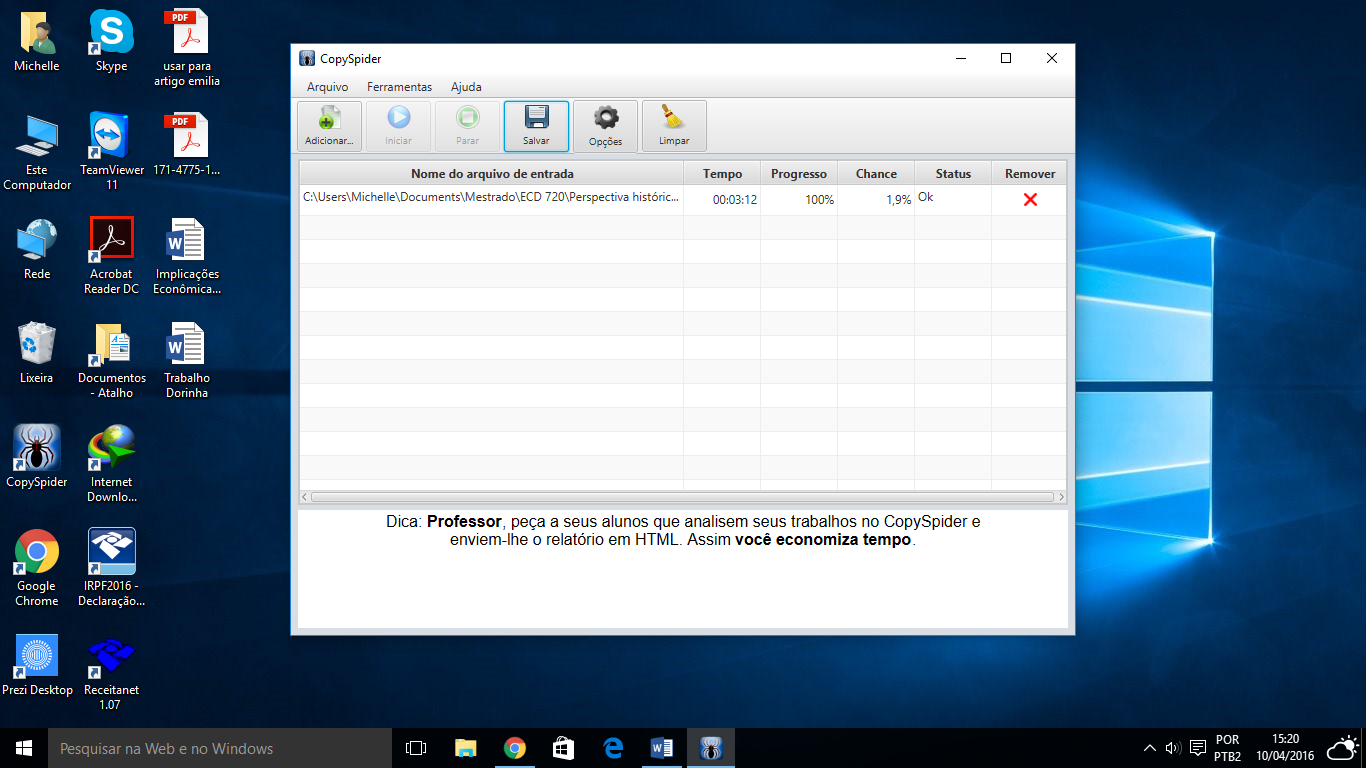 Michelle
Skype
usar para
artigo emilia
Este
Computador
TeamViewer
11
171-4775-1...
Rede
Acrobat
Reader DC
Implicações
Econômica...
Lixeira
Documentos
- Atalho
Trabalho
Dorinha
CopySpider
Internet
Downlo...
Google
Chrome
IRPF2016 -
Declaração...
Prezi Desktop
Receitanet
1.07
PDF
PDF
CopySpider
Arquivo Ferramentas Ajuda
Adicionar... Iniciar Parar Salvar Opções Limpar
Nome do arquivo de entrada Tempo Progresso Chance Status Remover
C:\Users\Michelle\Documents\Mestrado\ECD 720\Perspectiva históric... 00:03:12 100% 1,9% Ok
Dica: Professor, peça a seus alunos que analisem seus trabalhos no CopySpider e
enviem-lhe o relatório em HTML. Assim você economiza tempo.
Pesquisar na Web e no Windows
POR
PTB2
15:20
10/04/2016